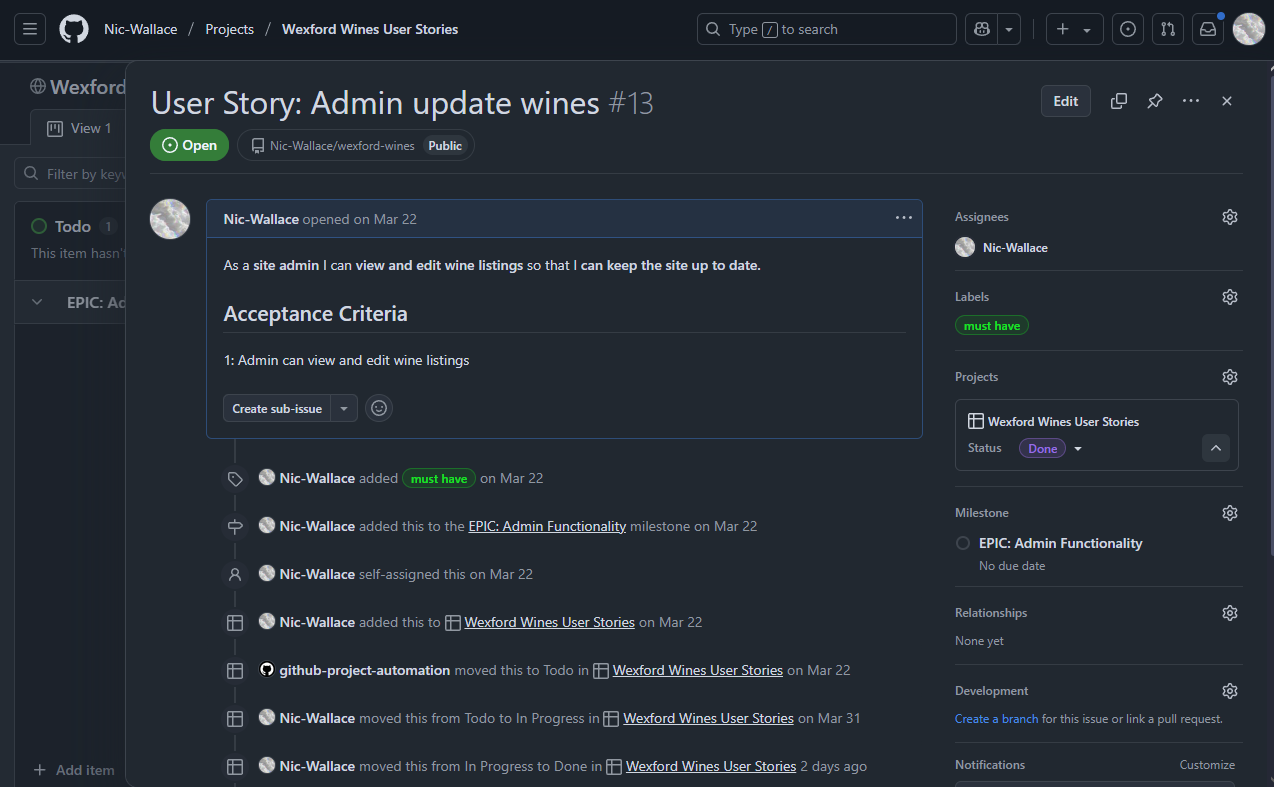 Nic-Wallace / Projects / Wexford Wines User Stories
Type / to search
Wexford
View 1
Filter by keyw
Todo 1
This item hasn't
EPIC: Ad
Add item
User Story: Admin update wines #13
Edit
Open
Nic-Wallace/wexford-wines Public
Nic-Wallace opened on Mar 22
As a site admin I can view and edit wine listings so that I can keep the site up to date.
Acceptance Criteria
1: Admin can view and edit wine listings
Create sub-issue
Nic-Wallace added must have on Mar 22
Nic-Wallace added this to the EPIC: Admin Functionality milestone on Mar 22
Nic-Wallace self-assigned this on Mar 22
Nic-Wallace added this to Wexford Wines User Stories on Mar 22
github-project-automation moved this to Todo in Wexford Wines User Stories on Mar 22
Nic-Wallace moved this from Todo to In Progress in Wexford Wines User Stories on Mar 31
Nic-Wallace moved this from In Progress to Done in Wexford Wines User Stories 2 days ago
Assignees
Nic-Wallace
Labels
must have
Projects
Wexford Wines User Stories
Status Done
Milestone
EPIC: Admin Functionality
No due date
Relationships
None yet
Development
Create a branch for this issue or link a pull request.
Notifications Customize